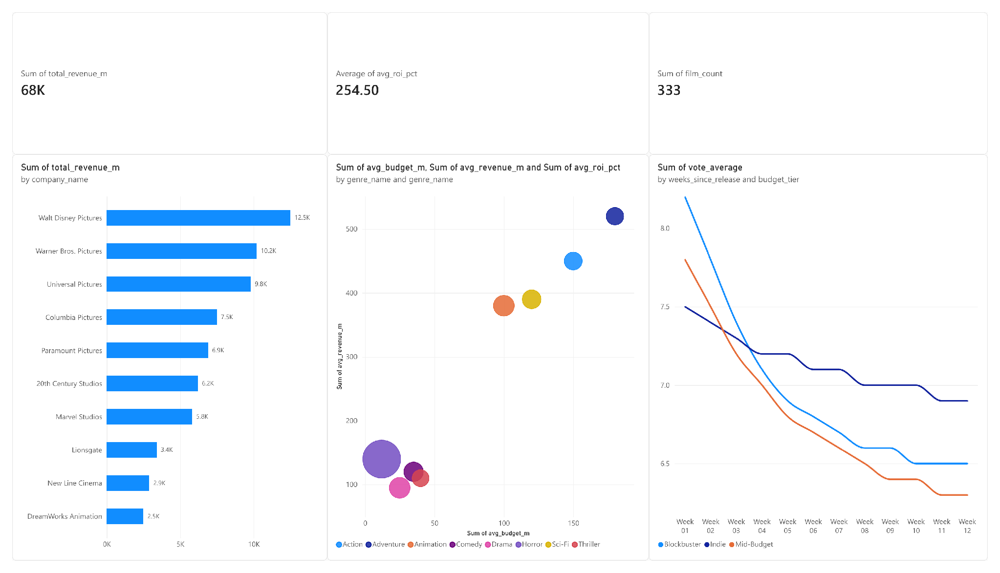 Sum of total_revenue_m
68K
Average of avg_roi_pct
254.50
Sum of film_count
333
Sum of total_revenue_m
by company_name
Walt Disney Pictures 12.5K
Warner Bros. Pictures 10.2K
Universal Pictures 9.8K
Columbia Pictures 7.5K
Paramount Pictures 6.9K
20th Century Studios 6.2K
Marvel Studios 5.8K
Lionsgate 3.4K
New Line Cinema 2.9K
DreamWorks Animation 2.5K
0K 5K 10K
Sum of avg_budget_m, Sum of avg_revenue_m and Sum of avg_roi_pct
by genre_name and genre_name
Sum of avg_revenue_m
500
400
300
200
100
0 50 100 150
Sum of avg_budget_m
Action Adventure Animation Comedy Drama Horror Sci-Fi Thriller
Sum of vote_average
by weeks_since_release and budget_tier
8.0
7.5
7.0
6.5
Week Week Week Week Week Week Week Week Week Week Week Week
01 02 03 04 05 06 07 08 09 10 11 12
Blockbuster Indie Mid-Budget